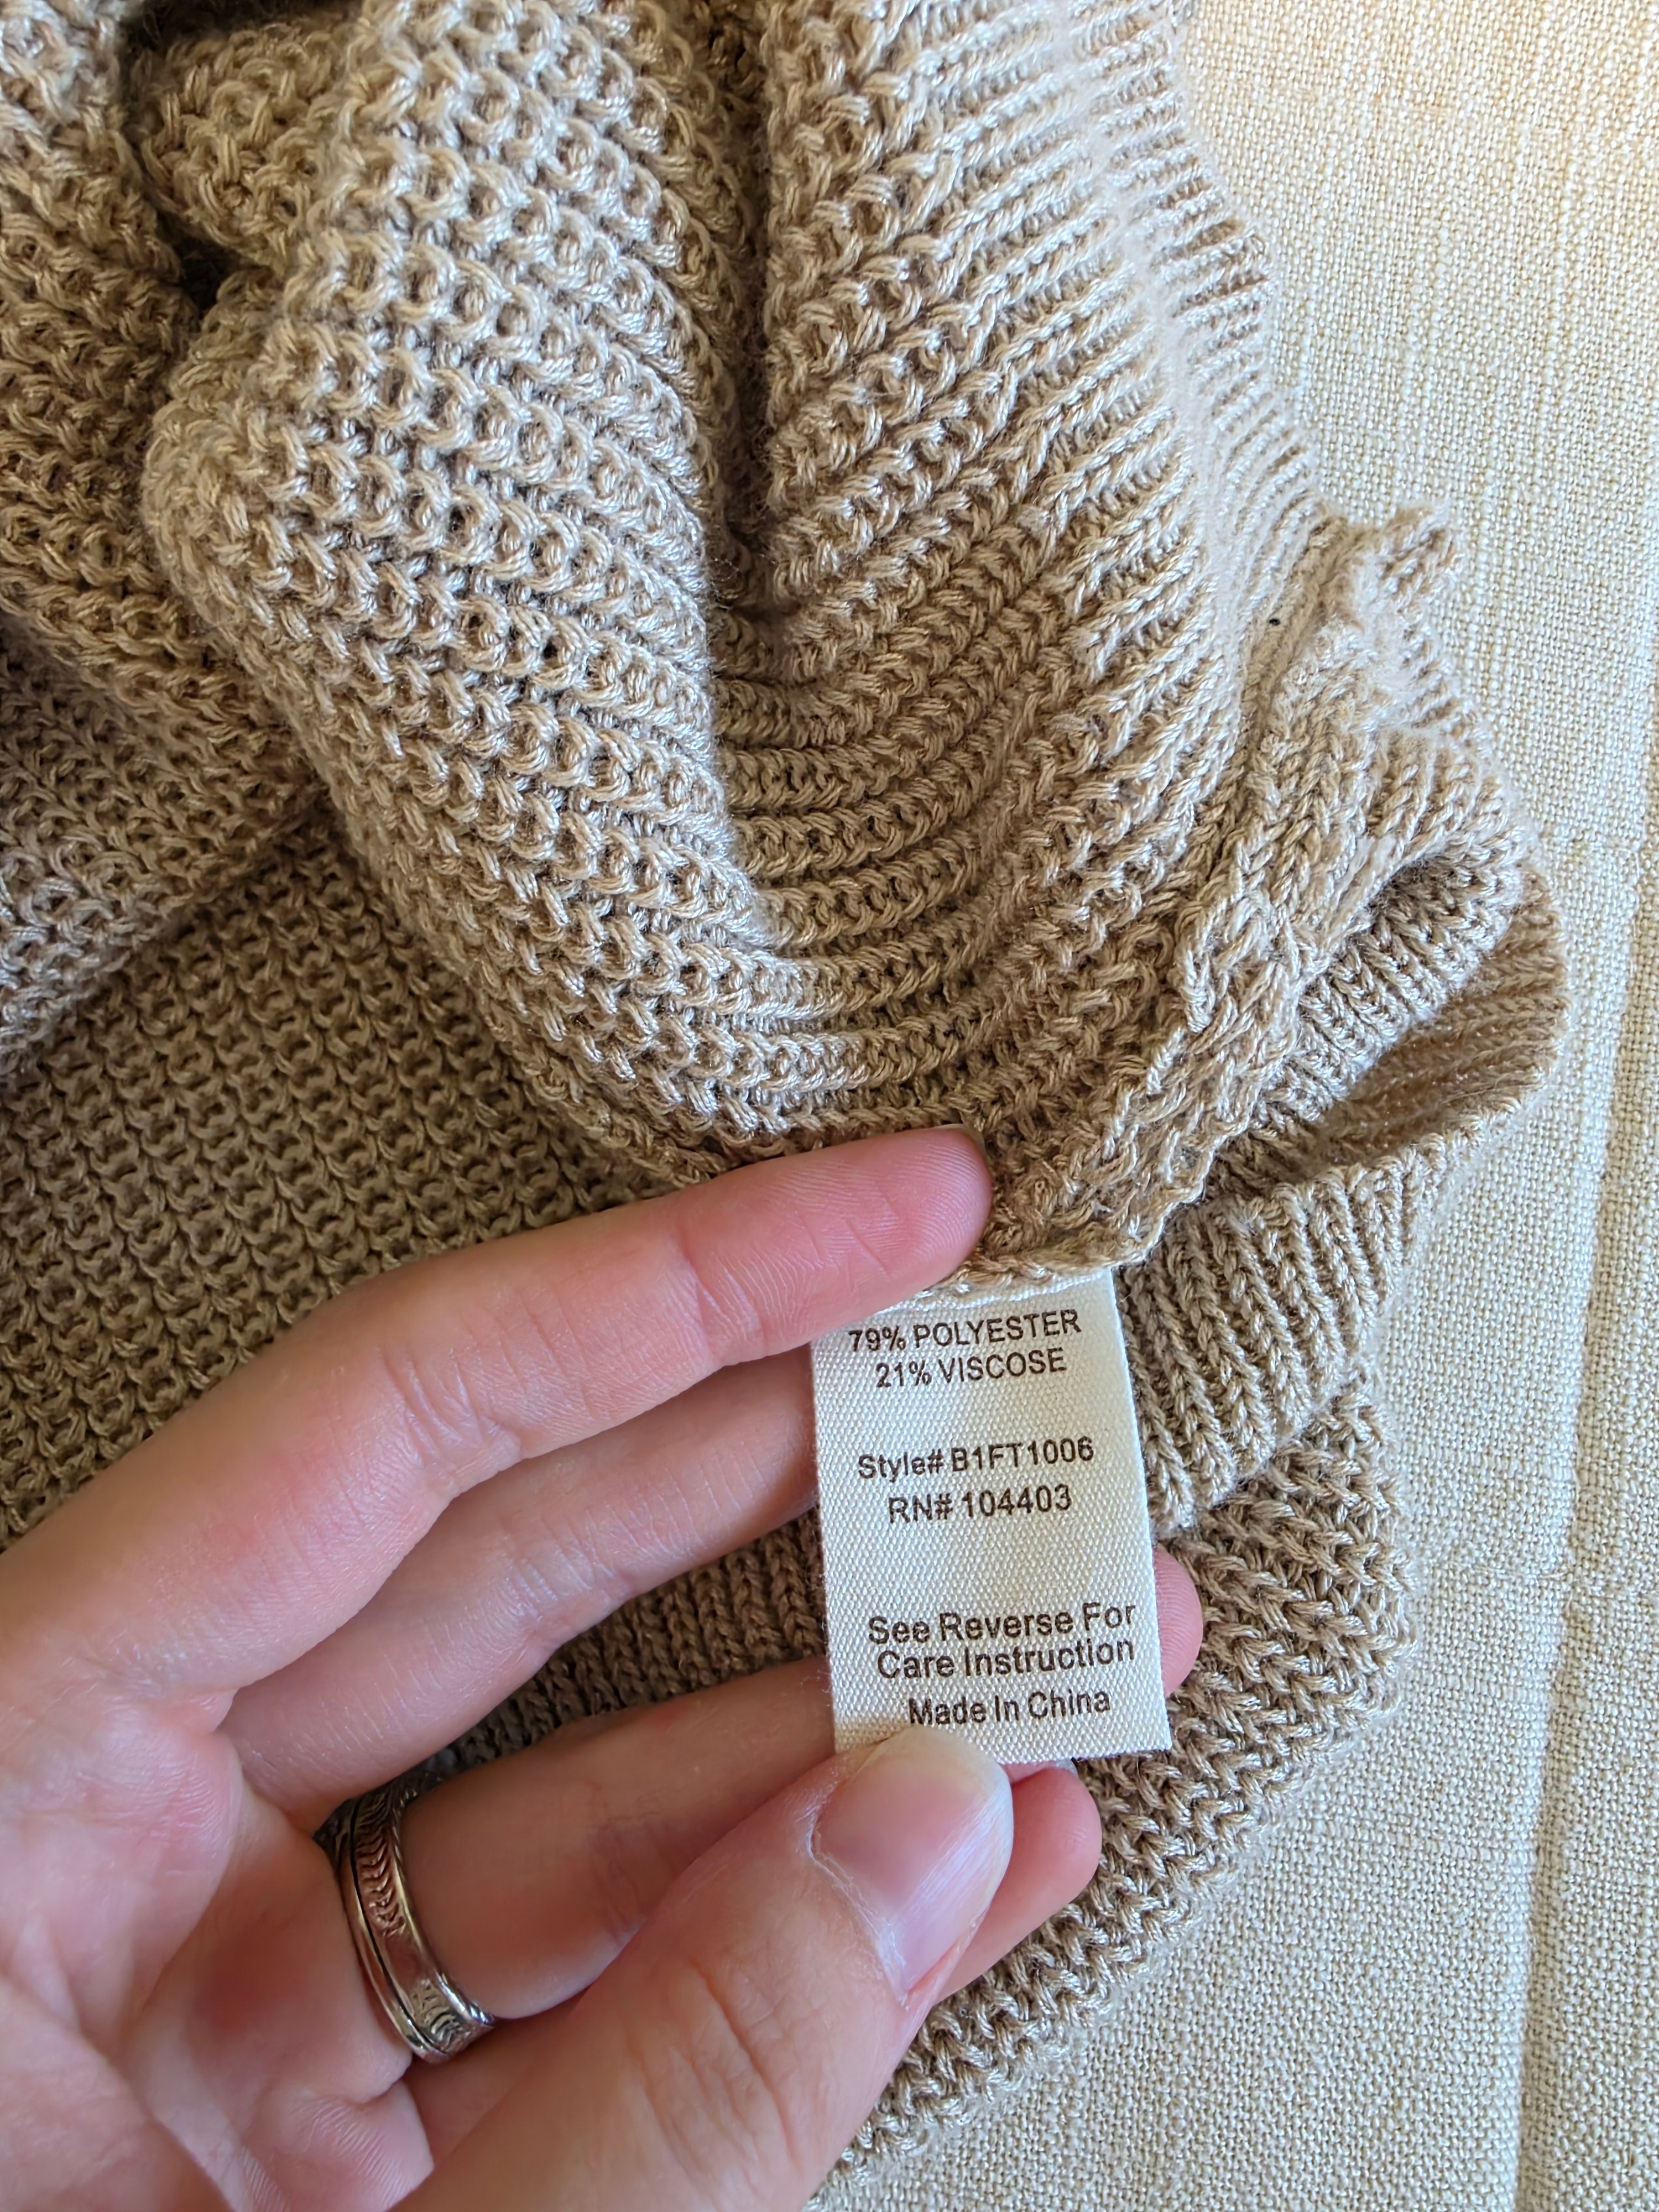 79% POLYESTER
21% VISCOSE
Style# B1FT1006
RN# 104403
See Reverse For
Care Instruction
Made In China